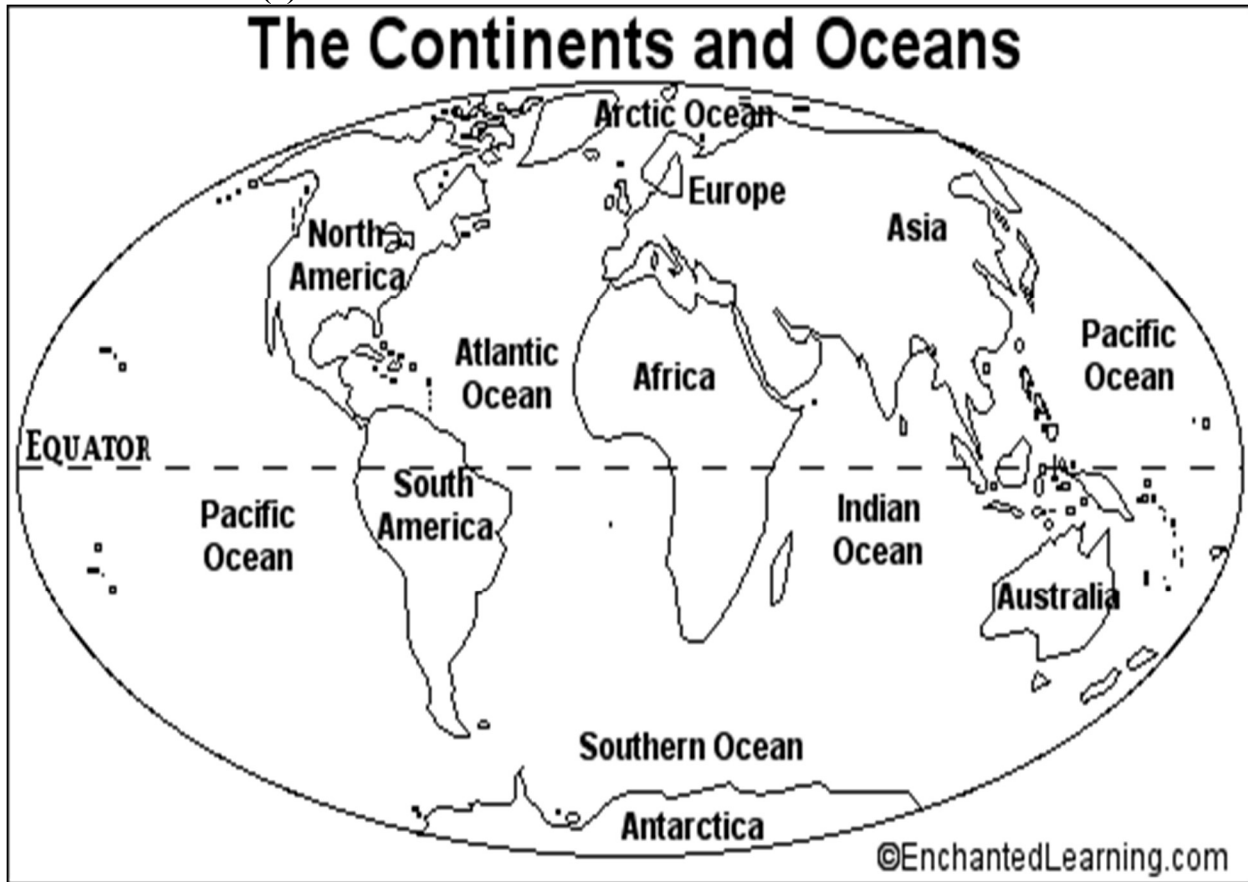 (s)
The Continents and Oceans
Arctic Ocean
Europe
Asia
North
America
Atlantic
Ocean
Africa
Pacific
Ocean
EQUATOR
South
America
Pacific
Ocean
Indian
Ocean
Australia
Southern Ocean
Antarctica
©EnchantedLearning.com